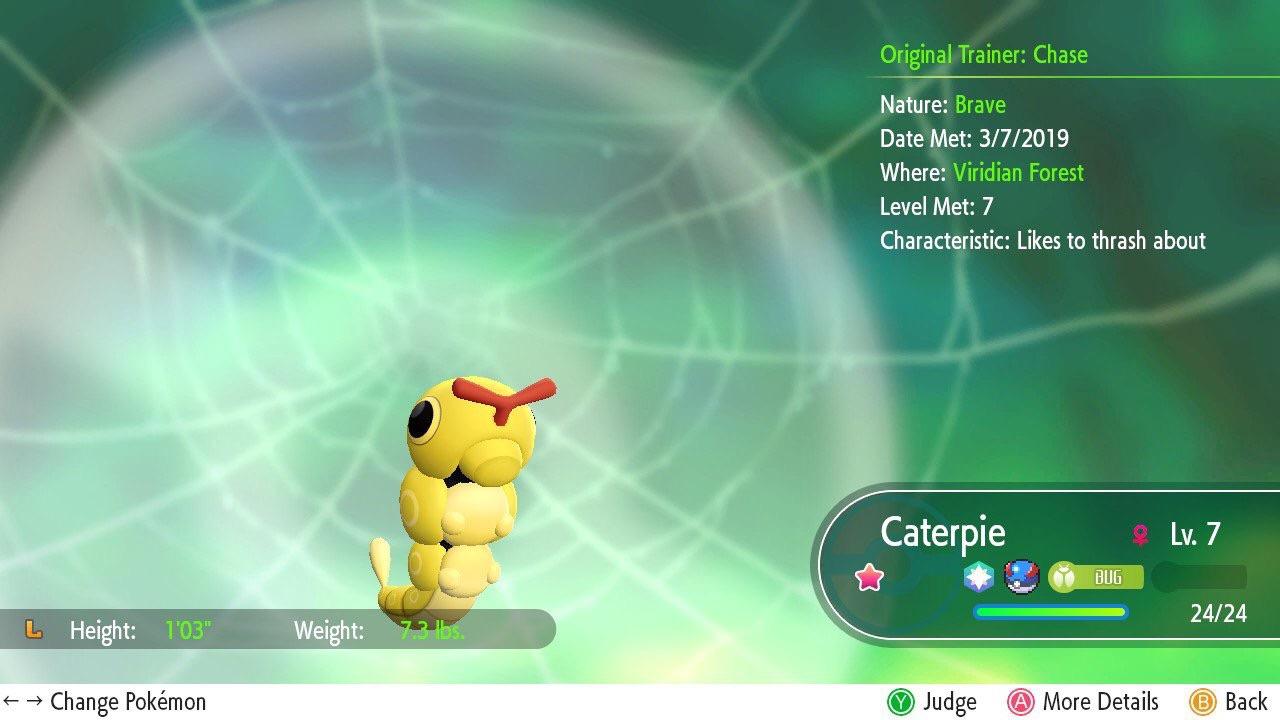 Original Trainer: Chase
Nature: Brave
Date Met: 3/7/2019
Where: Viridian Forest
Level Met: 7
Characteristic: Likes to thrash about
Caterpie ♀ Lv. 7
BUG
24/24
L Height: 1'03" Weight: 7.3 lbs.
← → Change Pokémon Y Judge A More Details B Back